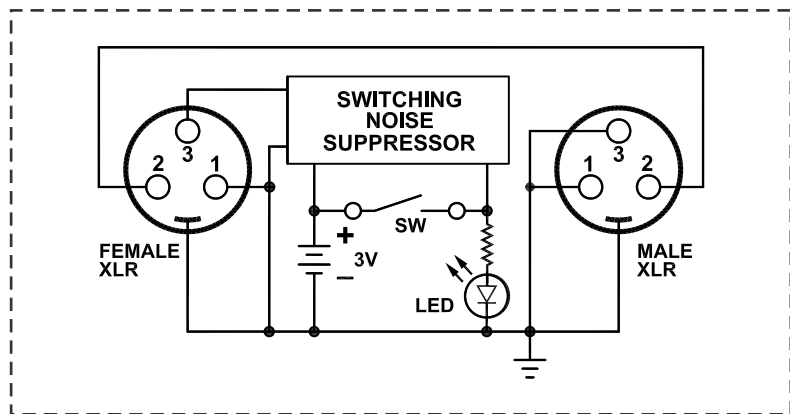 SWITCHING
NOISE
SUPPRESSOR
3
2
1
3
1
2
SW
FEMALE
XLR
+
3V
–
LED
MALE
XLR